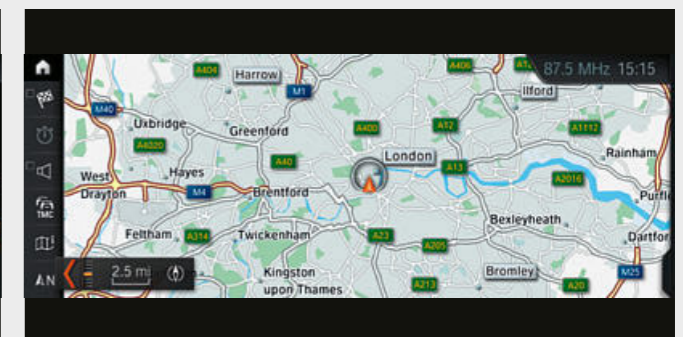 87.5 MHz 15:15
A404
Harrow
A406
M1
Ilford
M40
Uxbridge
Greenford
A400
A12
A1112
A4020
London
Rainham
A40
A13
West
Drayton
Hayes
M4
Brentford
A2016
Purfle
Bexleyheath
Feltham
A314
Twickenham
A23
A205
Dartfor
TMC
2.5 mi
Kingston
upon Thames
Bromley
M25
A213
A20
N